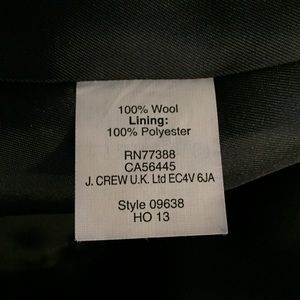 100% Wool
Lining:
100% Polyester
RN77388
CA56445
J. CREW U.K. Ltd EC4V 6JA
Style 09638
HO 13